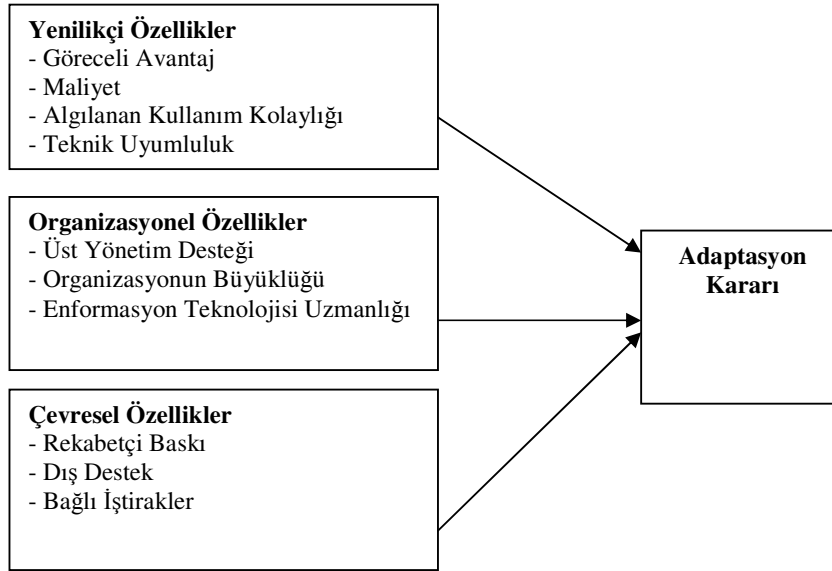 Yenilikçi Özellikler
- Göreceli Avantaj
- Maliyet
- Algılanan Kullanım Kolaylığı
- Teknik Uyumluluk
Organizasyonel Özellikler
- Üst Yönetim Desteği
- Organizasyonun Büyüklüğü
- Enformasyon Teknolojisi Uzmanlığı
Adaptasyon
Kararı
Çevresel Özellikler
- Rekabetçi Baskı
- Dış Destek
- Bağlı İştirakler